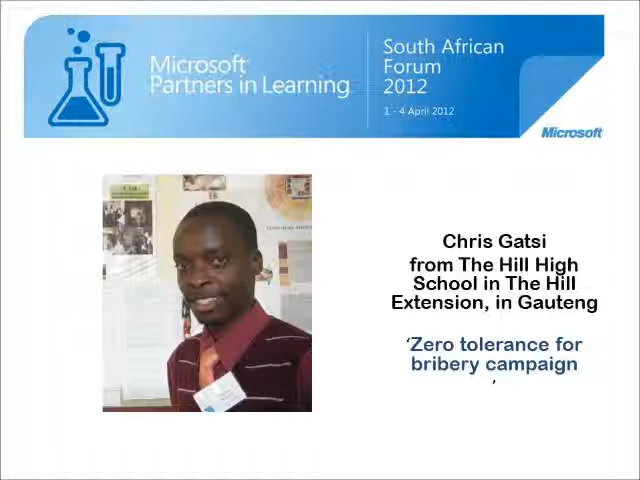 Microsoft
Partners in Learning
South African
Forum
2012
1 - 4 April 2012
Microsoft
Chris Gatsi
from The Hill High
School in The Hill
Extension, in Gauteng
‘Zero tolerance for
bribery campaign
’